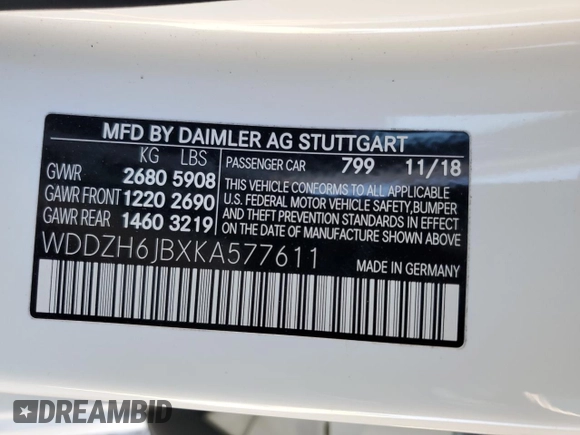 MFD BY DAIMLER AG STUTTGART
KG LBS
GVWR 2680 5908
GAWR FRONT 1220 2690
GAWR REAR 1460 3219
PASSENGER CAR 799 11/18
THIS VEHICLE CONFORMS TO ALL APPLICABLE
U.S. FEDERAL MOTOR VEHICLE SAFETY, BUMPER
AND THEFT PREVENTION STANDARDS IN EFFECT
ON THE DATE OF MANUFACTURE SHOWN ABOVE.
WDDZH6JBXKA577611
MADE IN GERMANY
DREAMBID